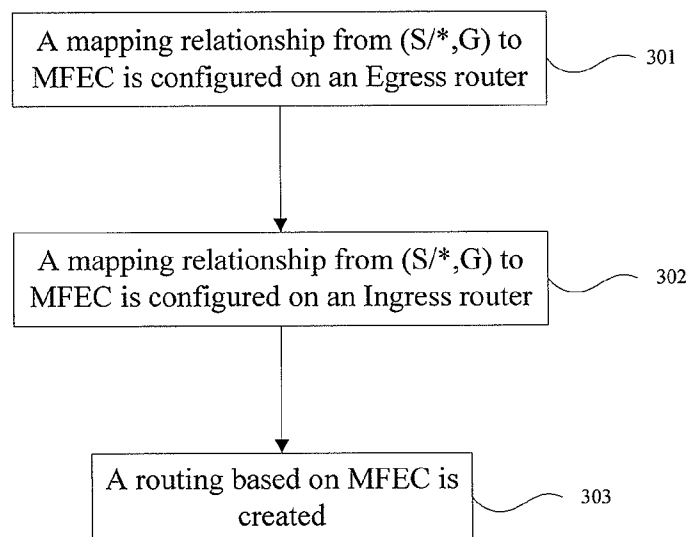 A mapping relationship from (S/*,G) to
MFEC is configured on an Egress router
301
A mapping relationship from (S/*,G) to
MFEC is configured on an Ingress router
302
A routing based on MFEC is
created
303